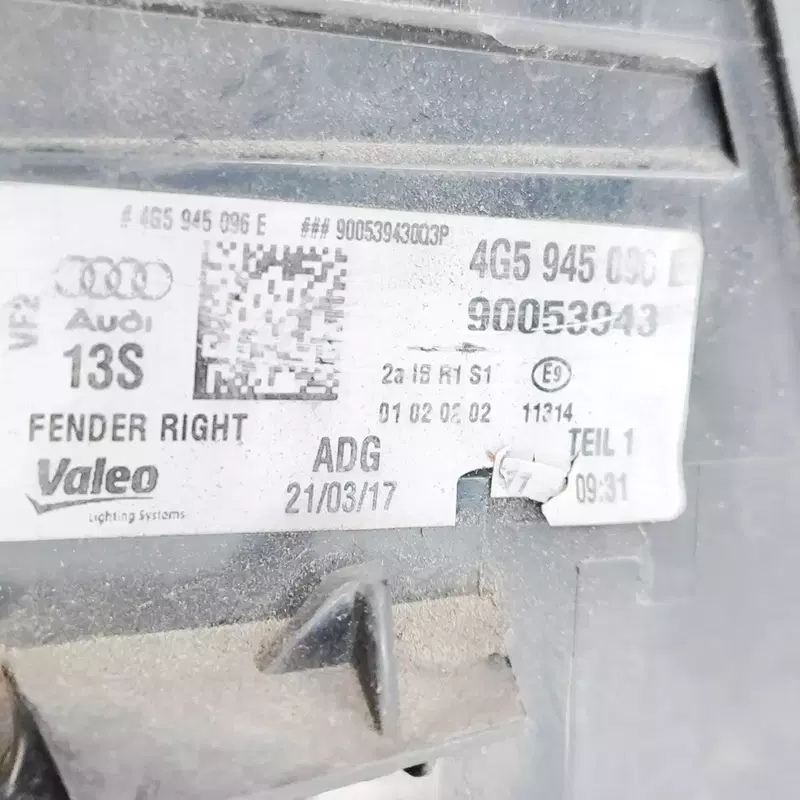 # 4G5 945 096 E ### 90053943003P
4G5 945 096 E
90053943
VF2
Audi
13S
2a IB R1 S1 E9
01 02 02 02 11314
FENDER RIGHT
ADG
TEIL 1
Valeo
Lighting Systems
21/03/17
09:31